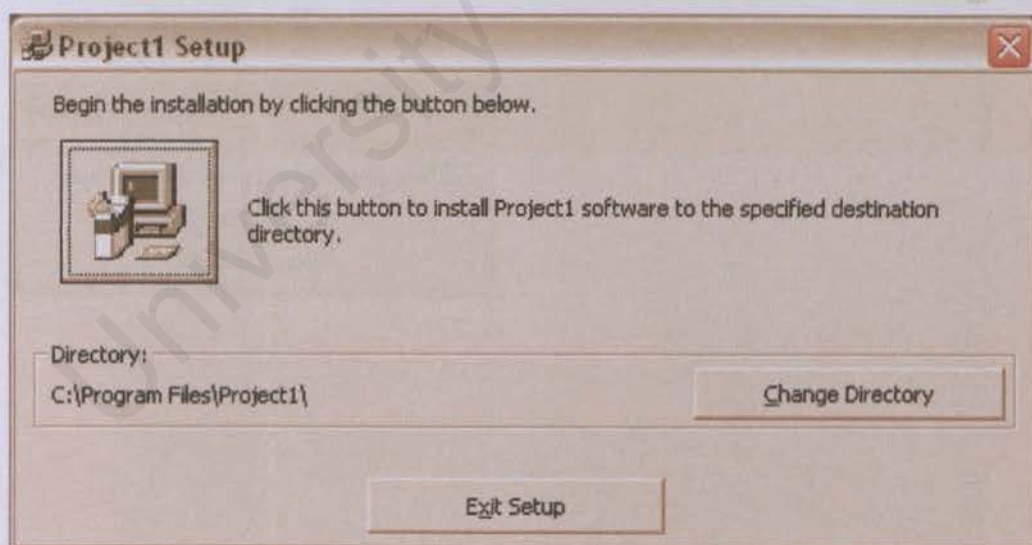 Project1 Setup
Begin the installation by clicking the button below.
Click this button to install Project1 software to the specified destination
directory.
Directory:
C:\Program Files\Project1\
Change Directory
Exit Setup
University